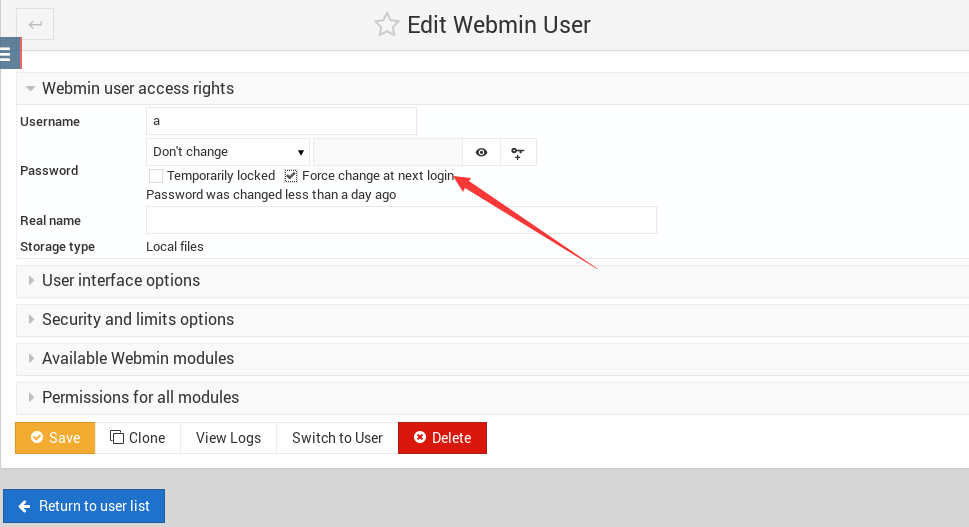 Edit Webmin User
Webmin user access rights
Username a
Password Don't change
Temporarily locked Force change at next login
Password was changed less than a day ago
Real name
Storage type Local files
User interface options
Security and limits options
Available Webmin modules
Permissions for all modules
Save Clone View Logs Switch to User Delete
Return to user list